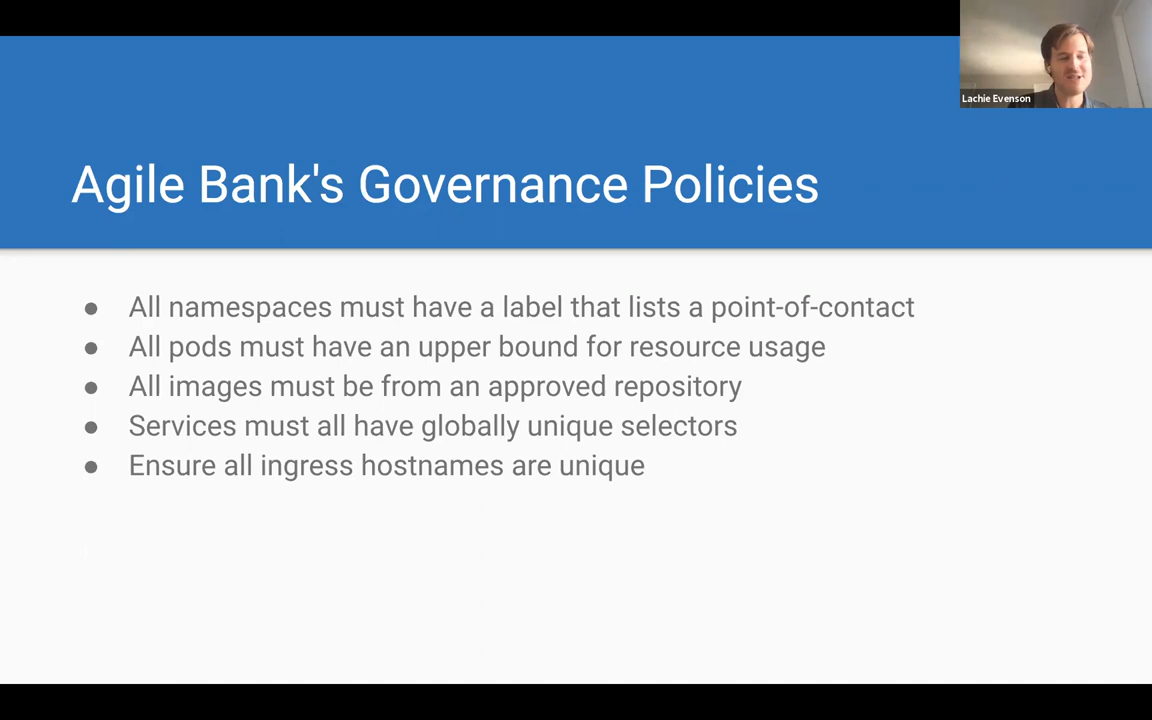 Lachie Evenson
Agile Bank's Governance Policies
● All namespaces must have a label that lists a point-of-contact
● All pods must have an upper bound for resource usage
● All images must be from an approved repository
● Services must all have globally unique selectors
● Ensure all ingress hostnames are unique